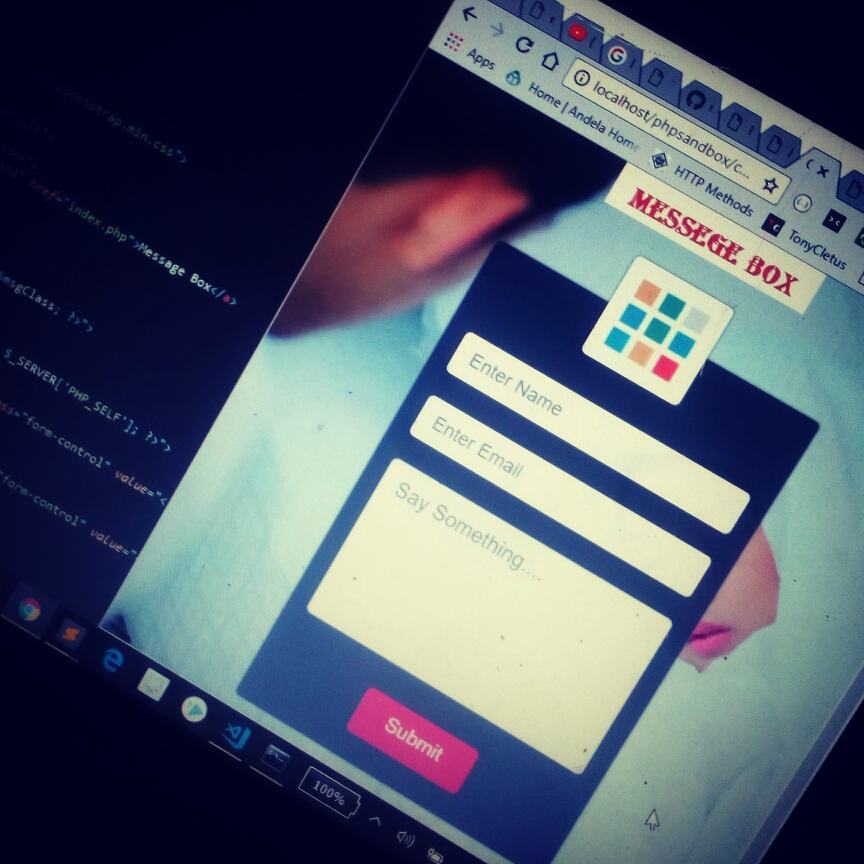 bootstrap.min.css">
href="index.php">Message Box</a>
msgClass; ?>">
$_SERVER['PHP_SELF']; ?>">
"form-control" value="<
"form-control" value="
localhost/phpsandbox/c...
Apps
Home | Andela Home
HTTP Methods
TonyCletus
MESSEGE BOX
Enter Name
Enter Email
Say Something....
Submit
100%